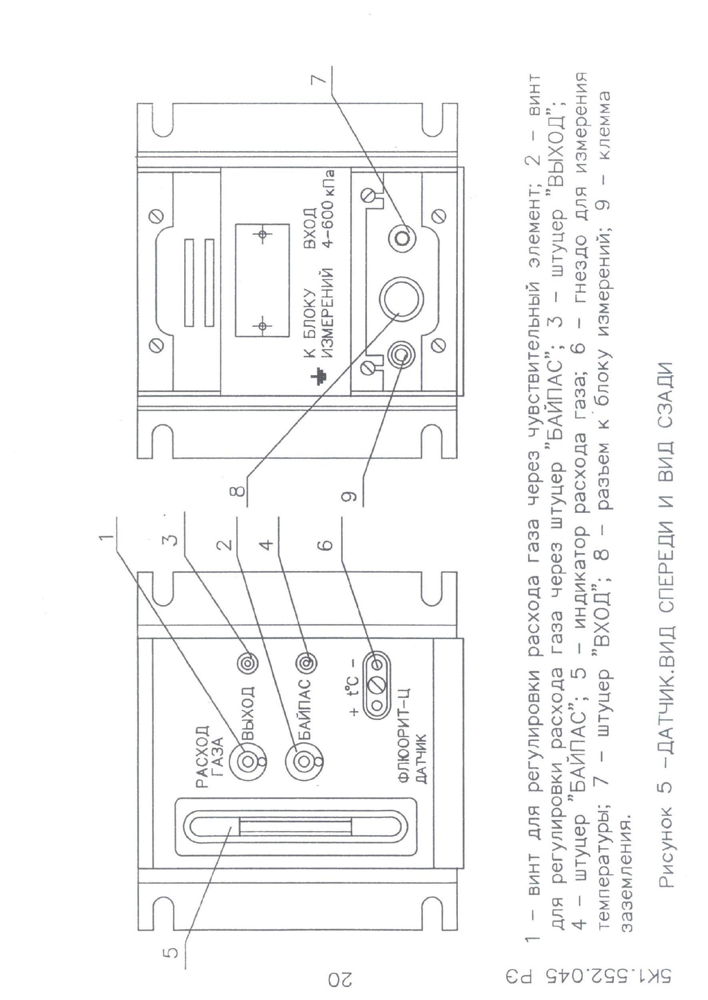 1
3
2
4
6
5
РАСХОД
ГАЗА
ВЫХОД
БАЙПАС
+ t°C −
ФЛЮОРИТ-Ц
ДАТЧИК
7
8
9
К БЛОКУ ВХОД
ИЗМЕРЕНИЙ 4-600 кПа
1 - винт для регулировки расхода газа через чувствительный элемент; 2 - винт
для регулировки расхода газа через штуцер "БАЙПАС"; 3 - штуцер "ВЫХОД";
4 - штуцер "БАЙПАС"; 5 - индикатор расхода газа; 6 - гнездо для измерения
температуры; 7 - штуцер "ВХОД"; 8 - разъем к блоку измерений; 9 - клемма
заземления.
Рисунок 5 -ДАТЧИК.ВИД СПЕРЕДИ И ВИД СЗАДИ
20
5К1.552.045 РЭ